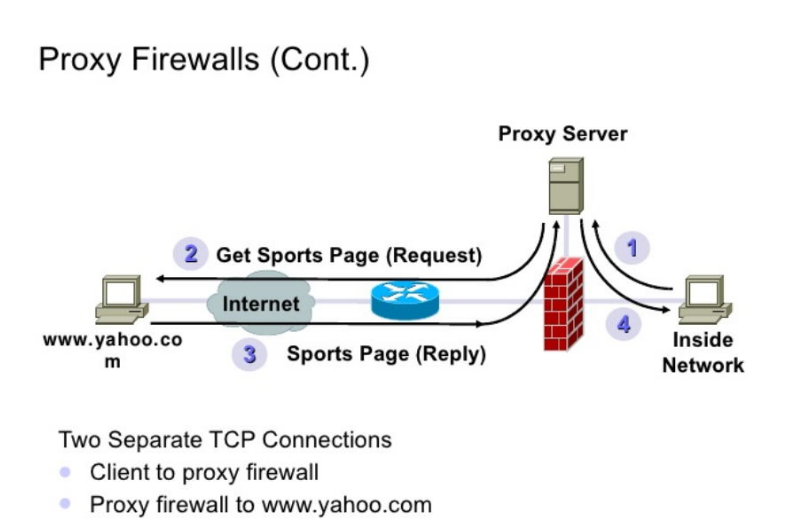 Proxy Firewalls (Cont.)
Proxy Server
1
2 Get Sports Page (Request)
Internet
www.yahoo.co
m
3 Sports Page (Reply)
4
Inside
Network
Two Separate TCP Connections
Client to proxy firewall
Proxy firewall to www.yahoo.com